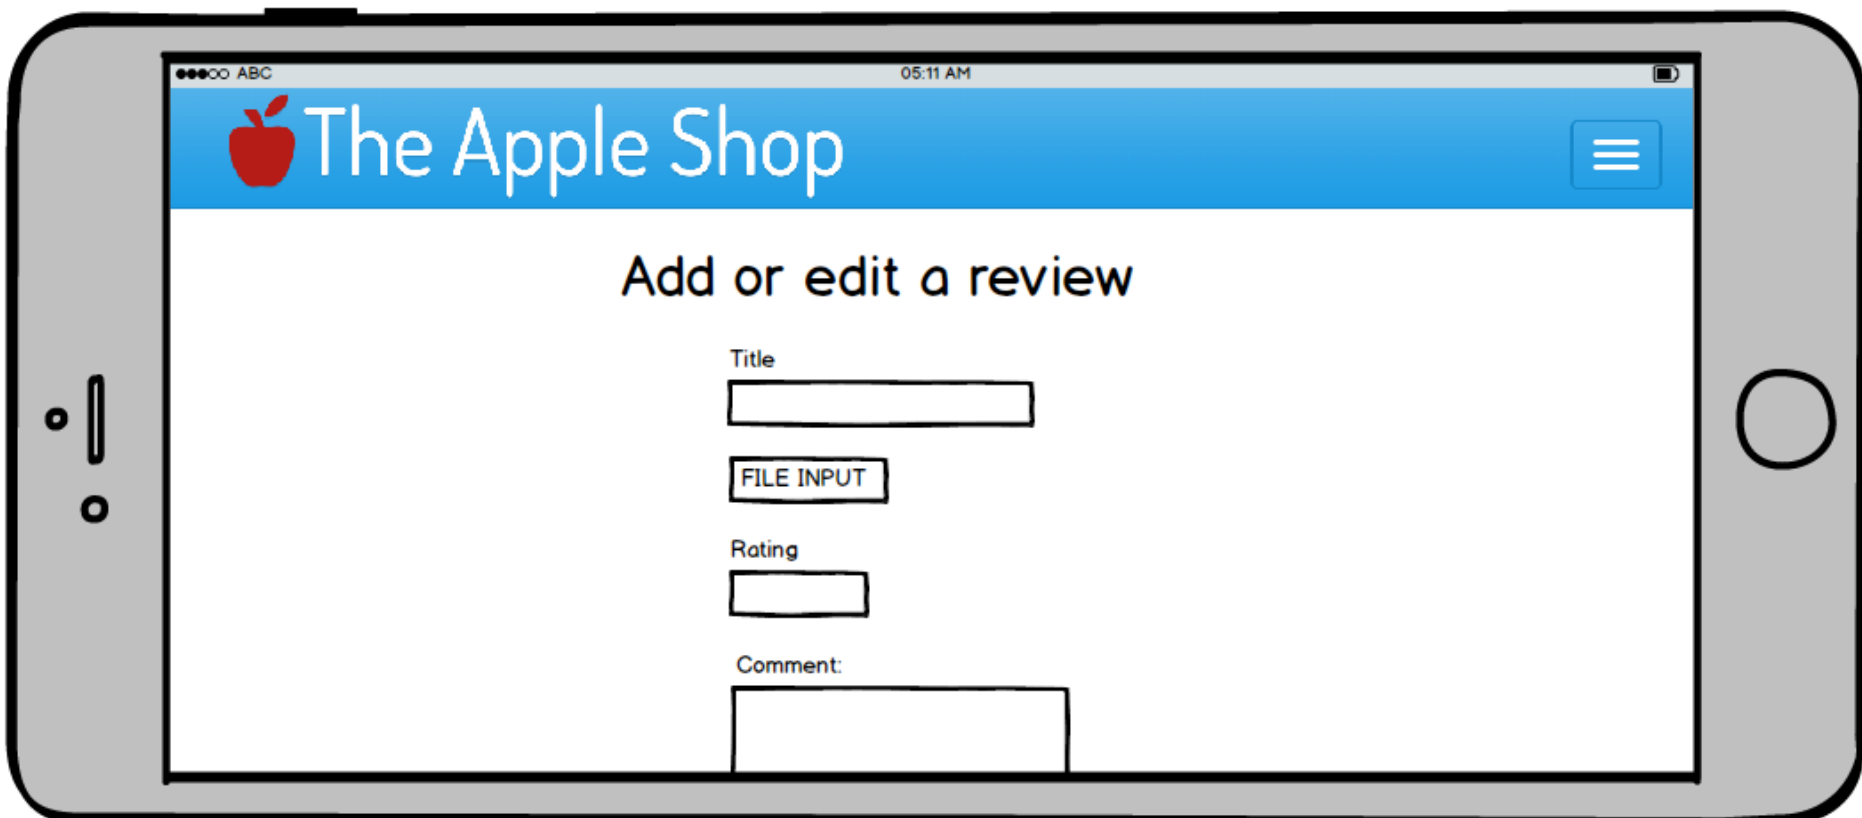 ABC 05:11 AM
The Apple Shop
Add or edit a review
Title
FILE INPUT
Rating
Comment: